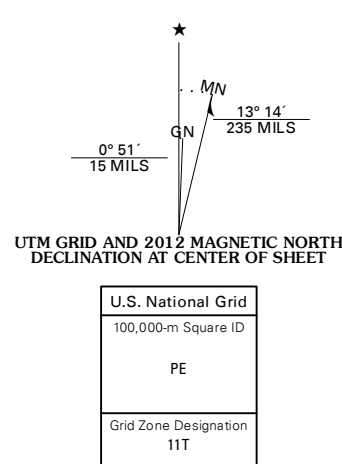 ★
MN
GN
13° 14´
235 MILS
0° 51´
15 MILS
UTM GRID AND 2012 MAGNETIC NORTH
DECLINATION AT CENTER OF SHEET
U.S. National Grid
100,000-m Square ID
PE
Grid Zone Designation
11T